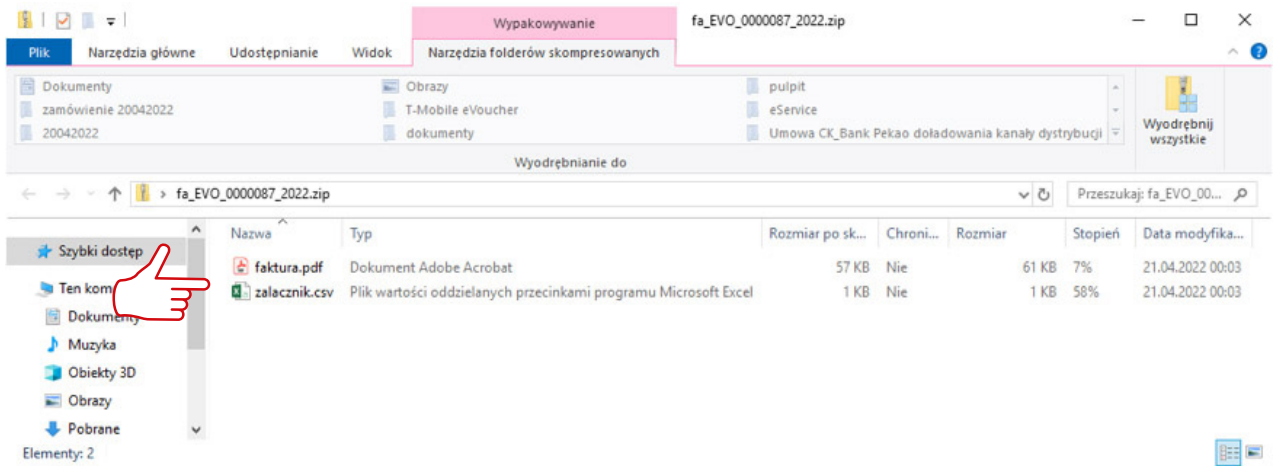 Wypakowywanie fa_EVO_0000087_2022.zip
Plik Narzędzia główne Udostępnianie Widok Narzędzia folderów skompresowanych
Dokumenty Obrazy pulpit
zamówienie 20042022 T-Mobile eVoucher eService
20042022 dokumenty Umowa CK_Bank Pekao doładowania kanały dystrybucji
Wyodrębnij
wszystkie
Wyodrębnianie do
fa_EVO_0000087_2022.zip Przeszukaj: fa_EVO_00...
Nazwa Typ Rozmiar po sk... Chroni... Rozmiar Stopień Data modyfika...
faktura.pdf Dokument Adobe Acrobat 57 KB Nie 61 KB 7% 21.04.2022 00:03
zalacznik.csv Plik wartości oddzielanych przecinkami programu Microsoft Excel 1 KB Nie 1 KB 58% 21.04.2022 00:03
Szybki dostęp
Ten kom
Dokumenty
Muzyka
Obiekty 3D
Obrazy
Pobrane
Elementy: 2